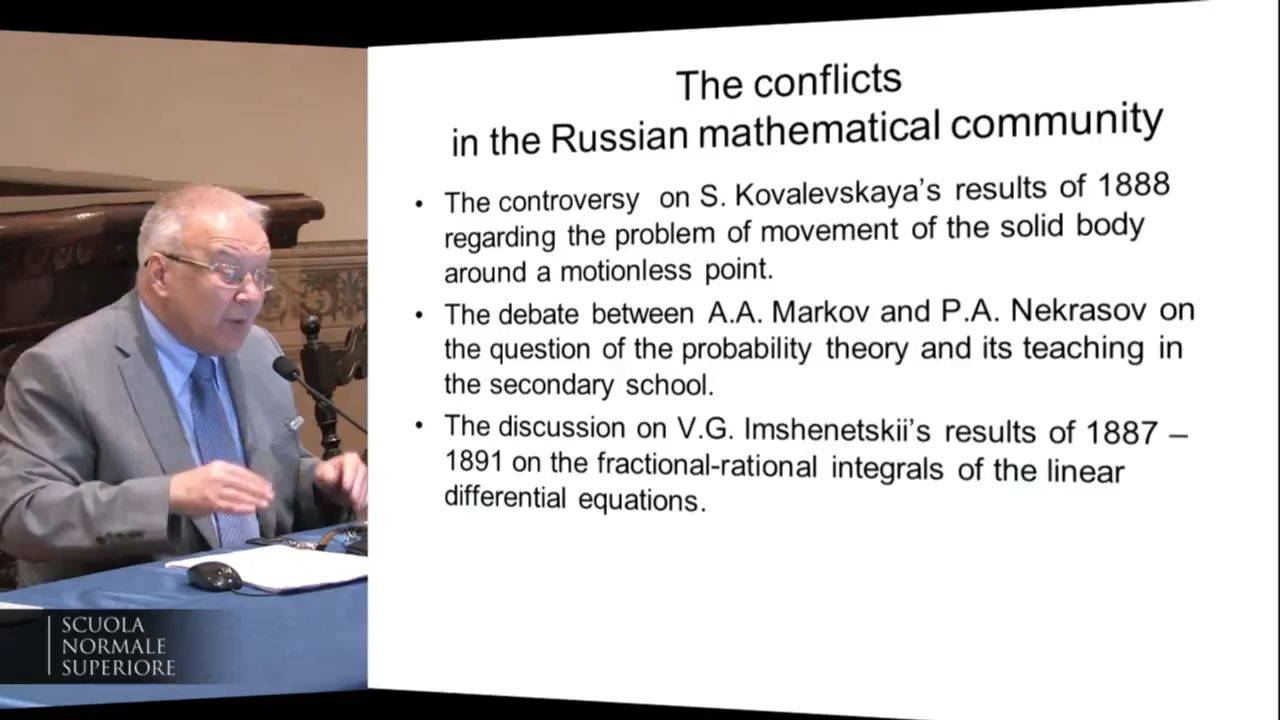 The conflicts
in the Russian mathematical community
• The controversy on S. Kovalevskaya’s results of 1888
regarding the problem of movement of the solid body
around a motionless point.
• The debate between A.A. Markov and P.A. Nekrasov on
the question of the probability theory and its teaching in
the secondary school.
• The discussion on V.G. Imshenetskii’s results of 1887 –
1891 on the fractional-rational integrals of the linear
differential equations.
SCUOLA
NORMALE
SUPERIORE